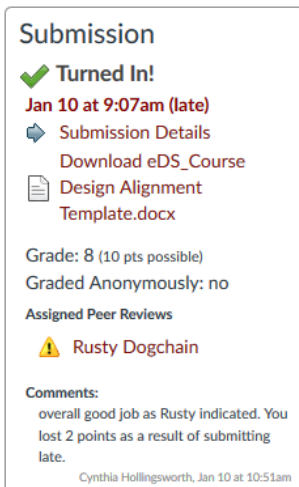 Submission
Turned In!
Jan 10 at 9:07am (late)
Submission Details
Download eDS_Course
Design Alignment
Template.docx
Grade: 8 (10 pts possible)
Graded Anonymously: no
Assigned Peer Reviews
Rusty Dogchain
Comments:
overall good job as Rusty indicated. You
lost 2 points as a result of submitting
late.
Cynthia Hollingsworth, Jan 10 at 10:51am